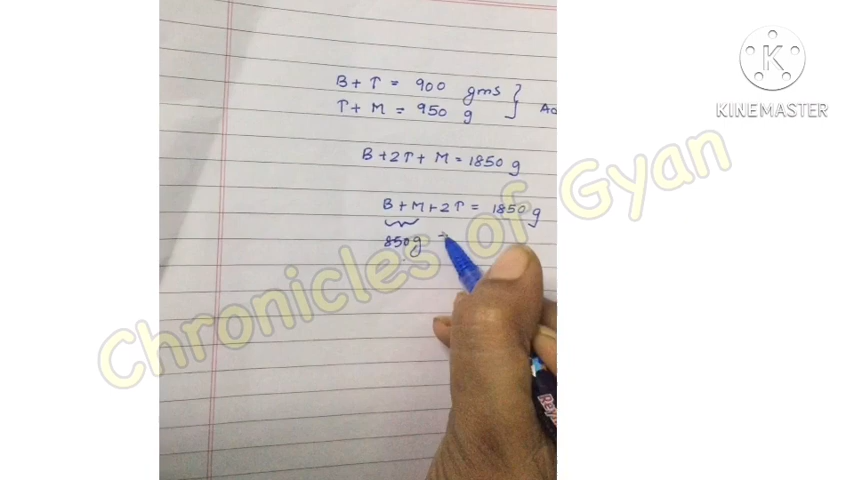 B + T = 900 gms
T + M = 950 g
B + 2T + M = 1850 g
B + M + 2T = 1850 g
850g
Chronicles of Gyan
K
KINEMASTER